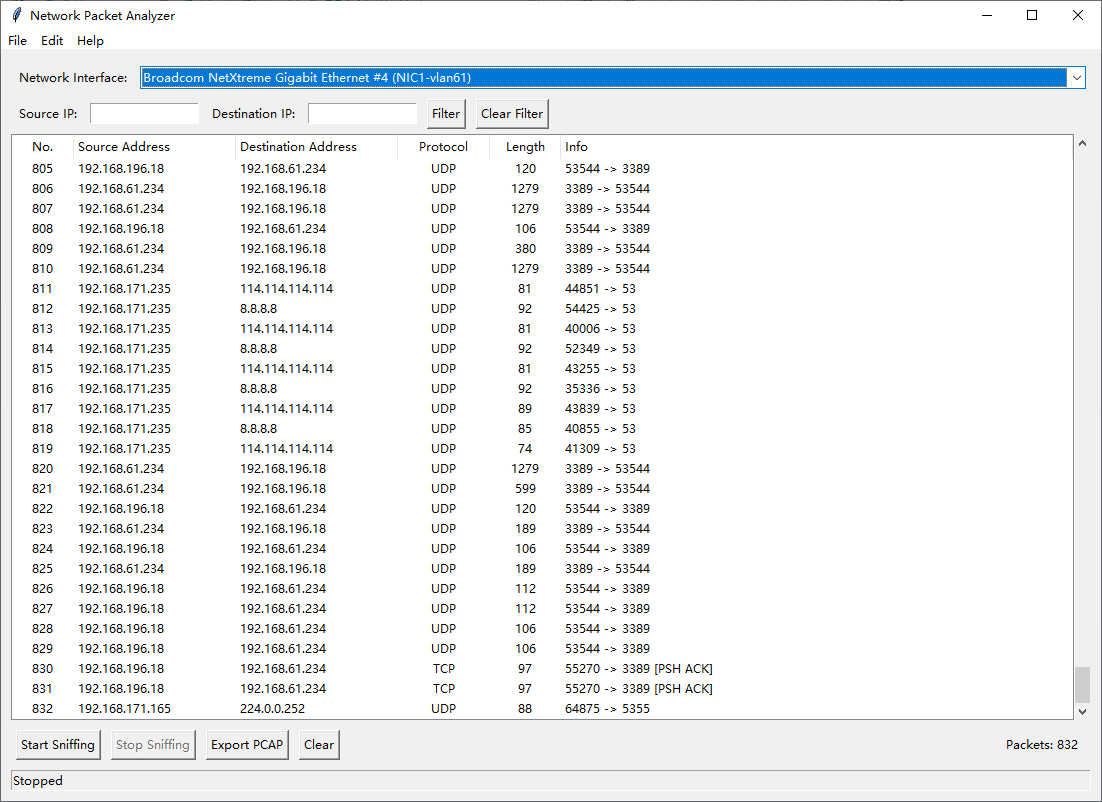 Network Packet Analyzer
File Edit Help
Network Interface: Broadcom NetXtreme Gigabit Ethernet #4 (NIC1-vlan61)
Source IP: Destination IP: Filter Clear Filter
No. Source Address Destination Address Protocol Length Info
805 192.168.196.18 192.168.61.234 UDP 120 53544 -> 3389
806 192.168.61.234 192.168.196.18 UDP 1279 3389 -> 53544
807 192.168.61.234 192.168.196.18 UDP 1279 3389 -> 53544
808 192.168.196.18 192.168.61.234 UDP 106 53544 -> 3389
809 192.168.61.234 192.168.196.18 UDP 380 3389 -> 53544
810 192.168.61.234 192.168.196.18 UDP 1279 3389 -> 53544
811 192.168.171.235 114.114.114.114 UDP 81 44851 -> 53
812 192.168.171.235 8.8.8.8 UDP 92 54425 -> 53
813 192.168.171.235 114.114.114.114 UDP 81 40006 -> 53
814 192.168.171.235 8.8.8.8 UDP 92 52349 -> 53
815 192.168.171.235 114.114.114.114 UDP 81 43255 -> 53
816 192.168.171.235 8.8.8.8 UDP 92 35336 -> 53
817 192.168.171.235 114.114.114.114 UDP 89 43839 -> 53
818 192.168.171.235 8.8.8.8 UDP 85 40855 -> 53
819 192.168.171.235 114.114.114.114 UDP 74 41309 -> 53
820 192.168.61.234 192.168.196.18 UDP 1279 3389 -> 53544
821 192.168.61.234 192.168.196.18 UDP 599 3389 -> 53544
822 192.168.196.18 192.168.61.234 UDP 120 53544 -> 3389
823 192.168.61.234 192.168.196.18 UDP 189 3389 -> 53544
824 192.168.196.18 192.168.61.234 UDP 106 53544 -> 3389
825 192.168.61.234 192.168.196.18 UDP 189 3389 -> 53544
826 192.168.196.18 192.168.61.234 UDP 112 53544 -> 3389
827 192.168.196.18 192.168.61.234 UDP 112 53544 -> 3389
828 192.168.196.18 192.168.61.234 UDP 106 53544 -> 3389
829 192.168.196.18 192.168.61.234 UDP 106 53544 -> 3389
830 192.168.196.18 192.168.61.234 TCP 97 55270 -> 3389 [PSH ACK]
831 192.168.196.18 192.168.61.234 TCP 97 55270 -> 3389 [PSH ACK]
832 192.168.171.165 224.0.0.252 UDP 88 64875 -> 5355
Start Sniffing Stop Sniffing Export PCAP Clear Packets: 832
Stopped